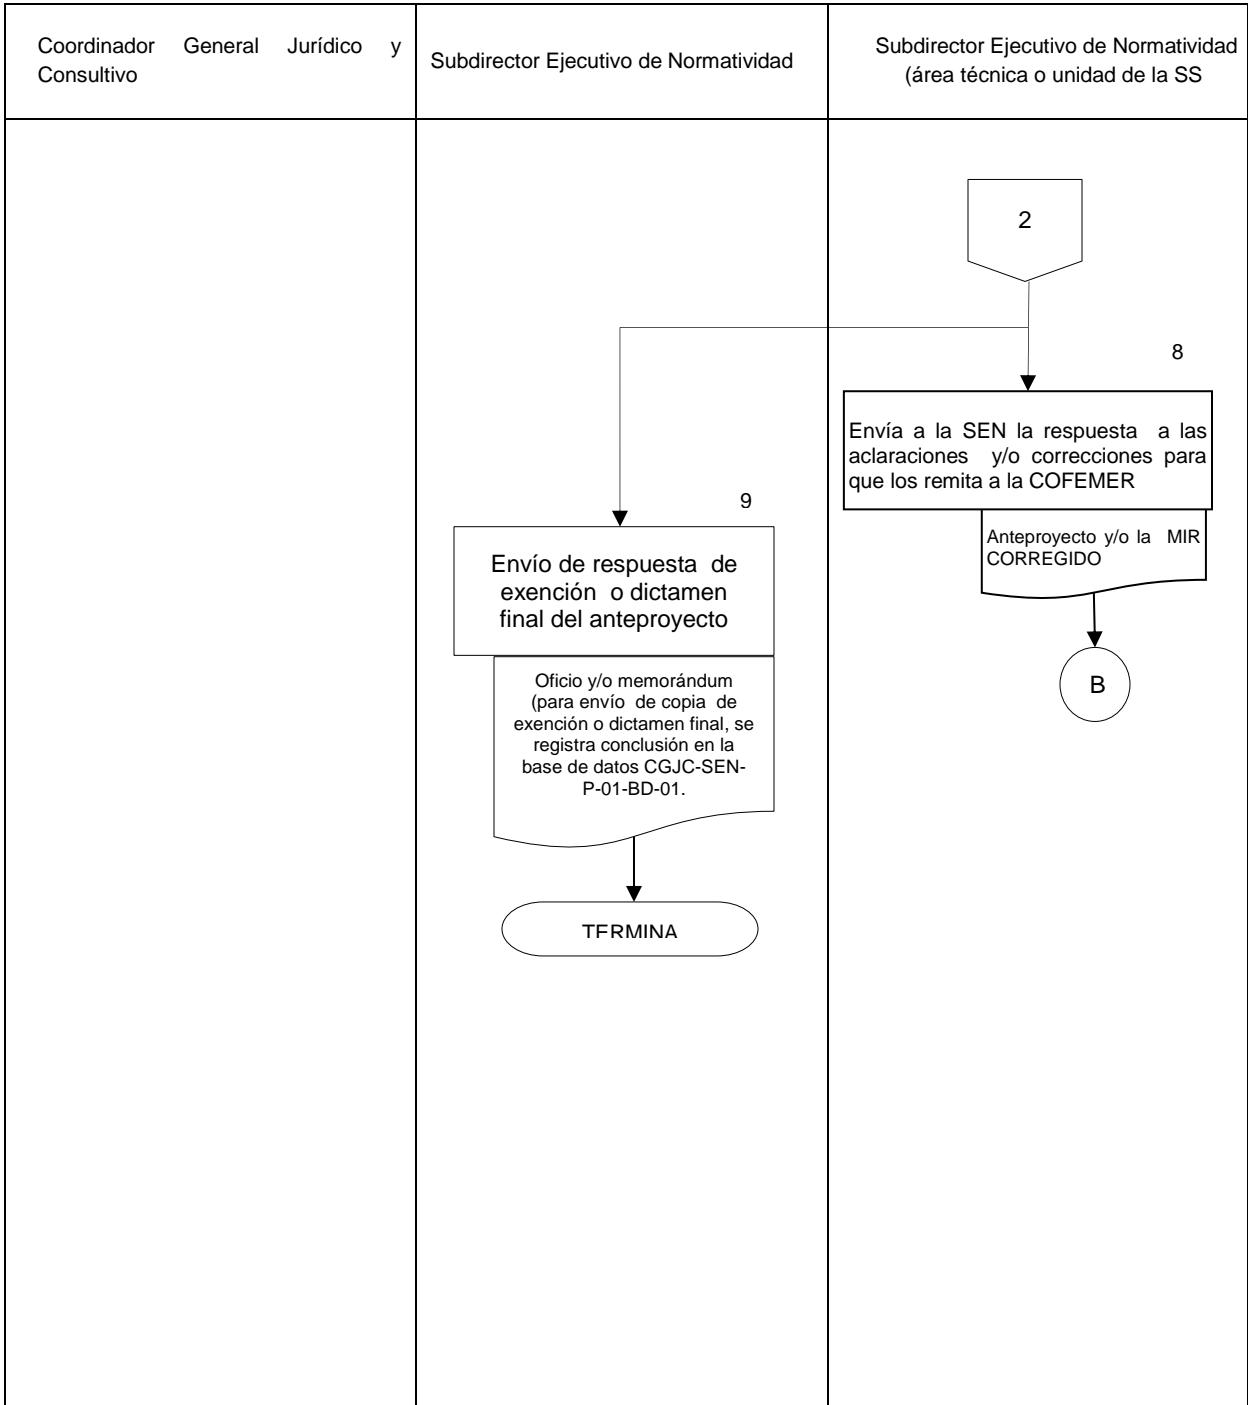 Coordinador General Jurídico y
Consultivo
Subdirector Ejecutivo de Normatividad
Subdirector Ejecutivo de Normatividad
(área técnica o unidad de la SS
2
8
Envía a la SEN la respuesta a las
aclaraciones y/o correcciones para
que los remita a la COFEMER
Anteproyecto y/o la MIR
CORREGIDO
B
9
Envío de respuesta de
exención o dictamen
final del anteproyecto
Oficio y/o memorándum
(para envío de copia de
exención o dictamen final, se
registra conclusión en la
base de datos CGJC-SEN-
P-01-BD-01.
TERMINA